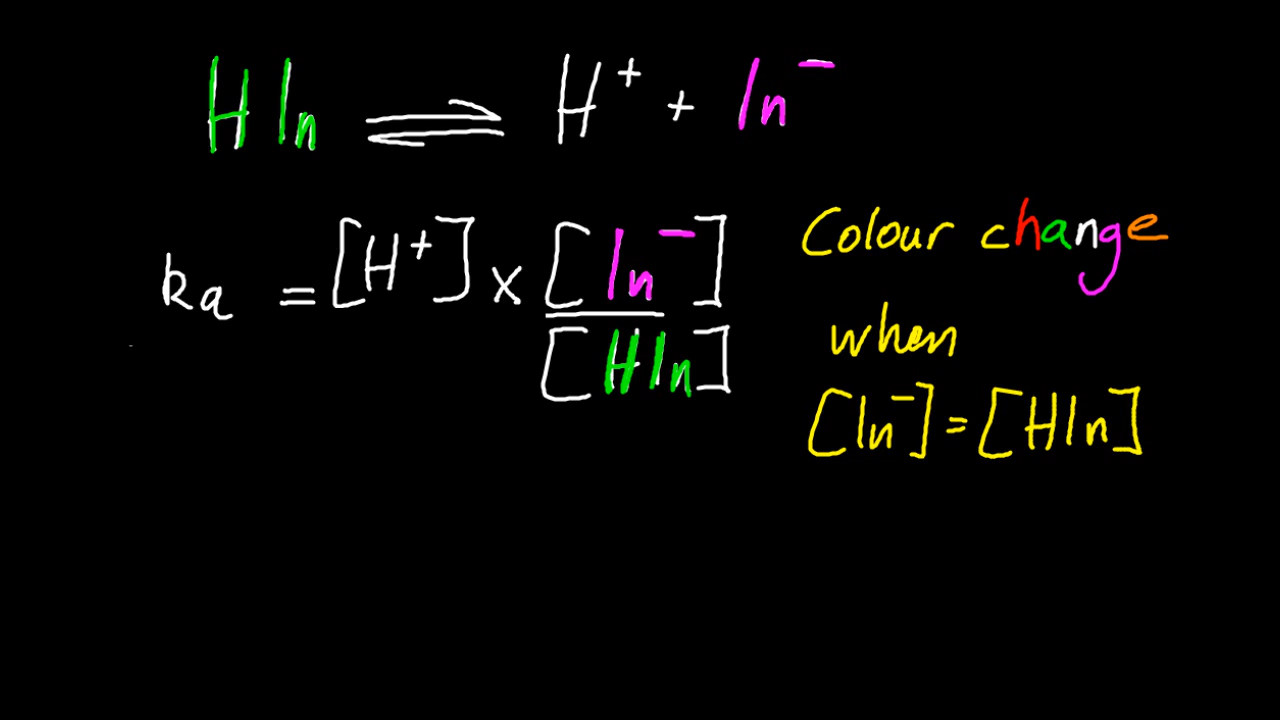 HIn ⇌ H⁺ + In⁻
ka = [H⁺] x [In⁻]
[HIn]
Colour change
when
[In⁻] = [HIn]